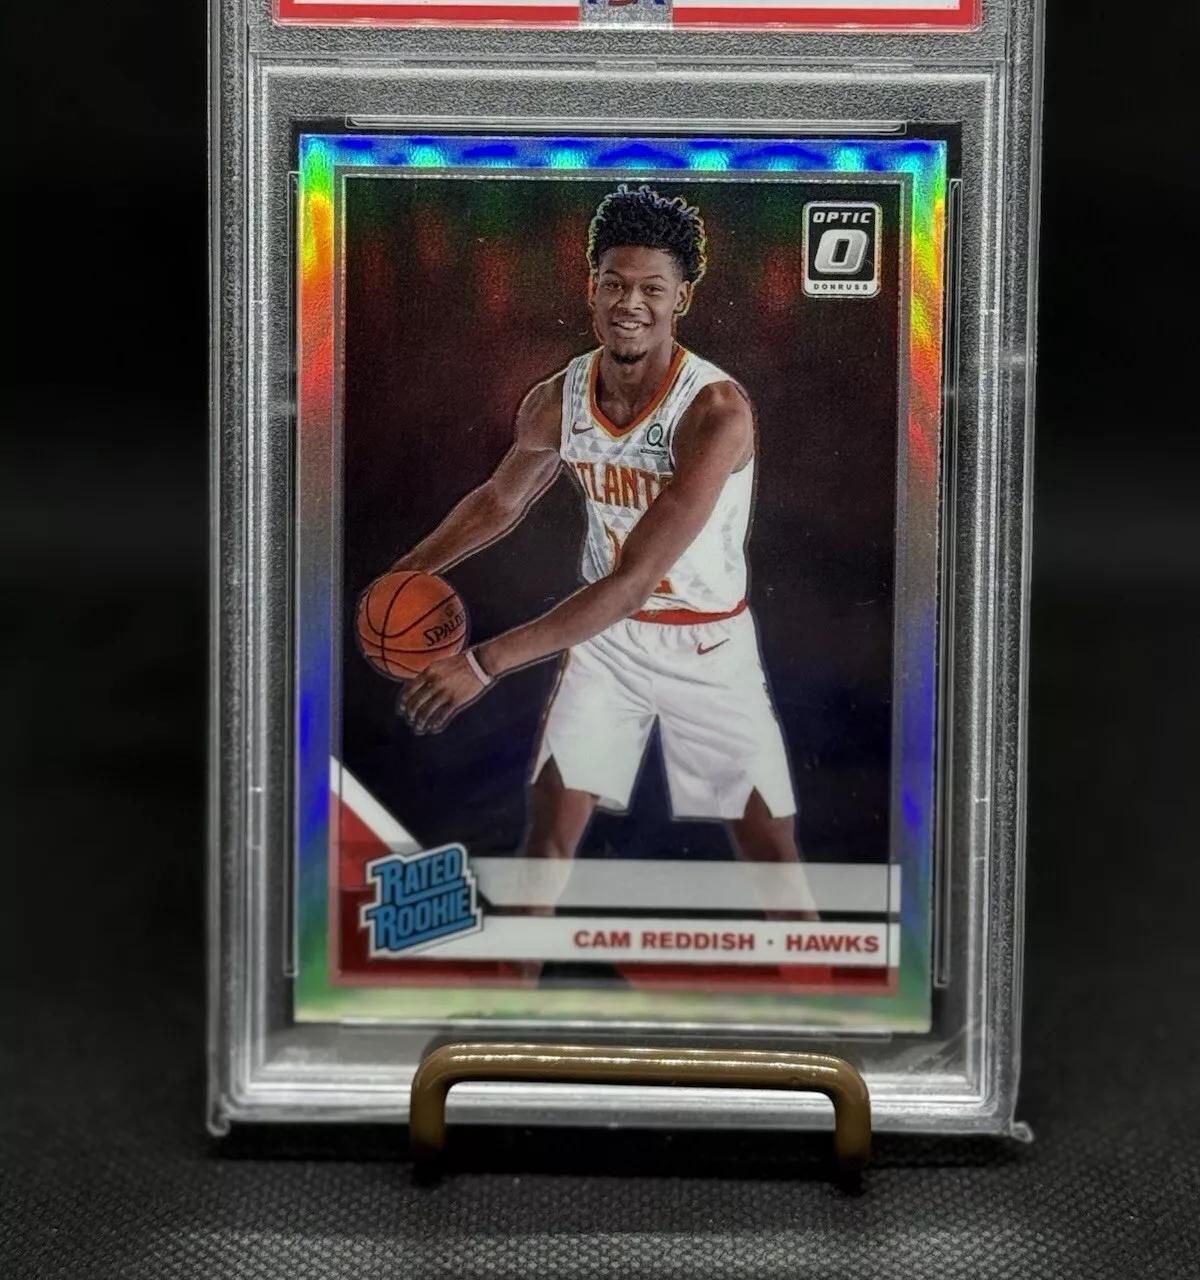 OPTIC
O
DONRUSS
ATLANTA
SPALDING
RATED
ROOKIE
CAM REDDISH · HAWKS